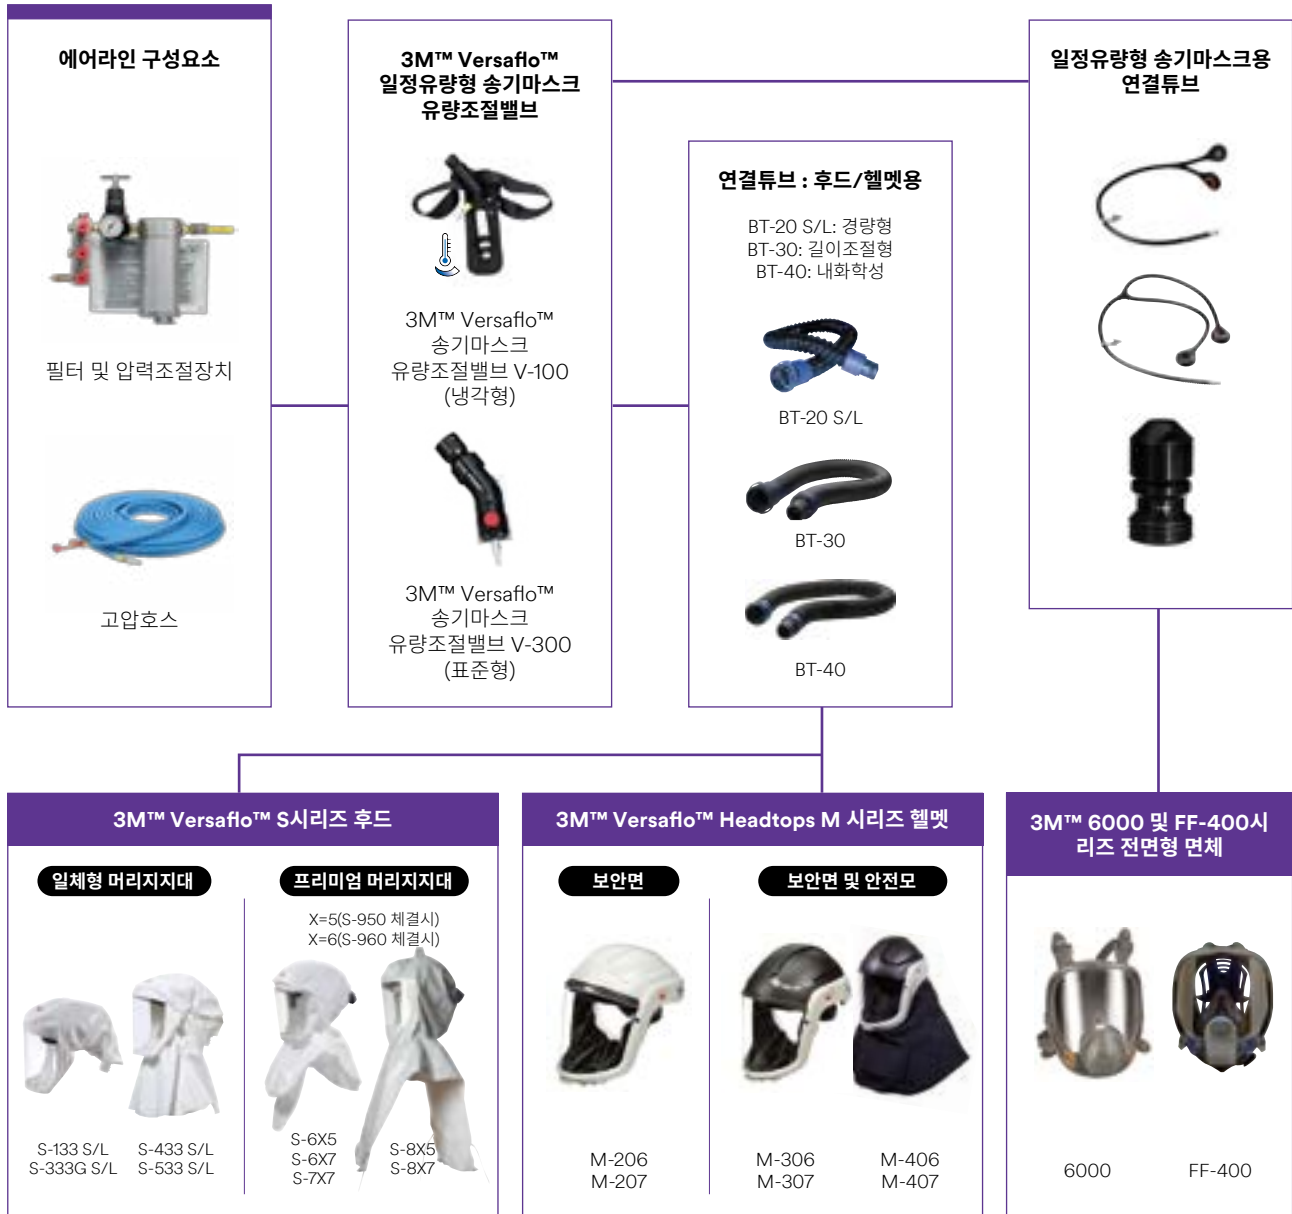 에어라인 구성요소
필터 및 압력조절장치
고압호스
3M™ Versaflo™
일정유량형 송기마스크
유량조절밸브
3M™ Versaflo™
송기마스크
유량조절밸브 V-100
(냉각형)
3M™ Versaflo™
송기마스크
유량조절밸브 V-300
(표준형)
연결튜브 : 후드/헬멧용
BT-20 S/L: 경량형
BT-30: 길이조절형
BT-40: 내화학성
BT-20 S/L
BT-30
BT-40
일정유량형 송기마스크용
연결튜브
3M™ Versaflo™ S시리즈 후드
일체형 머리지지대
S-133 S/L
S-333G S/L
S-433 S/L
S-533 S/L
프리미엄 머리지지대
X=5(S-950 체결시)
X=6(S-960 체결시)
S-6X5
S-6X7
S-7X7
S-8X5
S-8X7
3M™ Versaflo™ Headtops M 시리즈 헬멧
보안면
M-206
M-207
보안면 및 안전모
M-306
M-307
M-406
M-407
3M™ 6000 및 FF-400시
리즈 전면형 면체
6000
FF-400